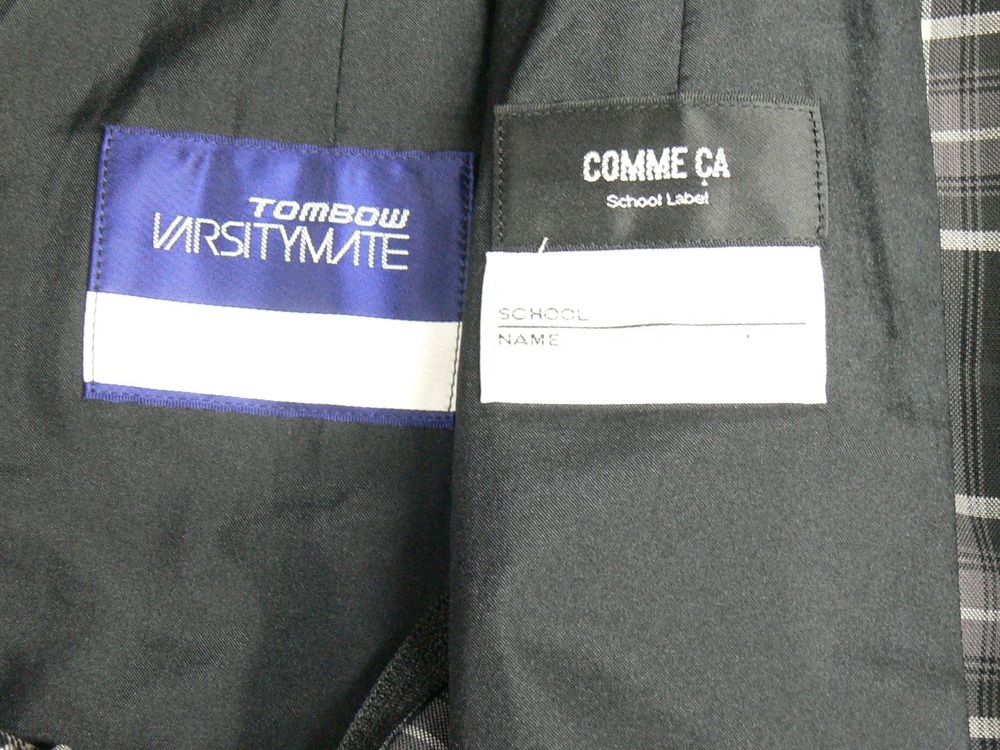 TOMBOW
VARSITYMATE
COMME ÇA
School Label
SCHOOL
NAME